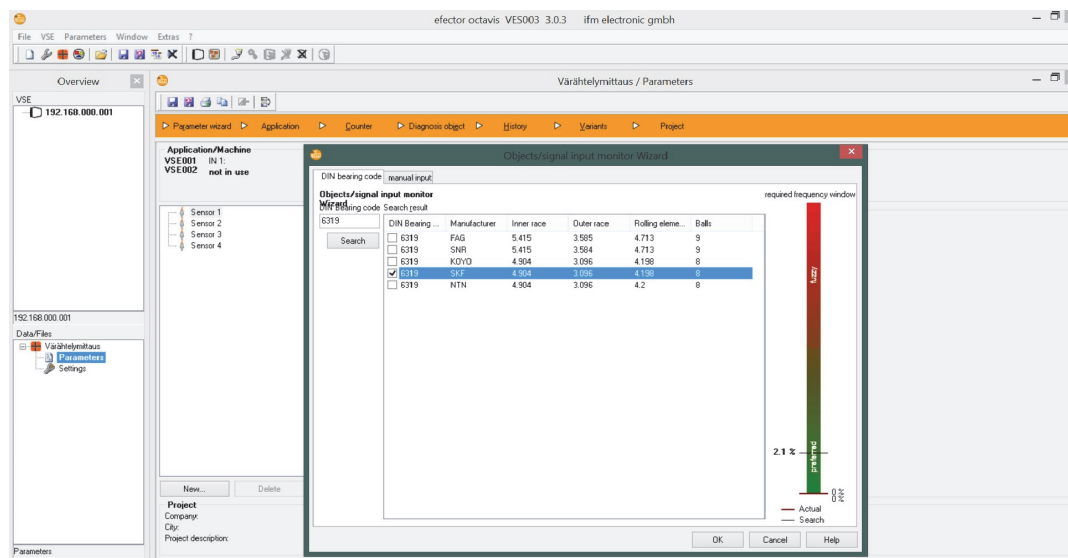 efector octavis VES003 3.0.3 ifm electronic gmbh
File VSE Parameters Window Extras ?
Overview
VSE
192.168.000.001
192.168.000.001
Data/Files
Värähtelymittaus
Parameters
Settings
Parameters
Värähtelymittaus / Parameters
Parameter wizard Application Counter Diagnosis object History Variants Project
Application/Machine
VSE001 IN 1:
VSE002 not in use
Sensor 1
Sensor 2
Sensor 3
Sensor 4
New... Delete
Project
Company:
City:
Project description:
Objects/signal input monitor Wizard
DIN bearing code manual input
Objects/signal input monitor
Wizard
DIN Bearing code Search result
6319
Search
DIN Bearing ... Manufacturer Inner race Outer race Rolling eleme... Balls
6319 FAG 5.415 3.585 4.713 9
6319 SNR 5.415 3.584 4.713 9
6319 KOYO 4.904 3.096 4.198 8
6319 SKF 4.904 3.096 4.198 8
6319 NTN 4.904 3.096 4.2 8
required frequency window
fuzzy
preferred
2.1 %
0 %
0 %
Actual
Search
OK Cancel Help